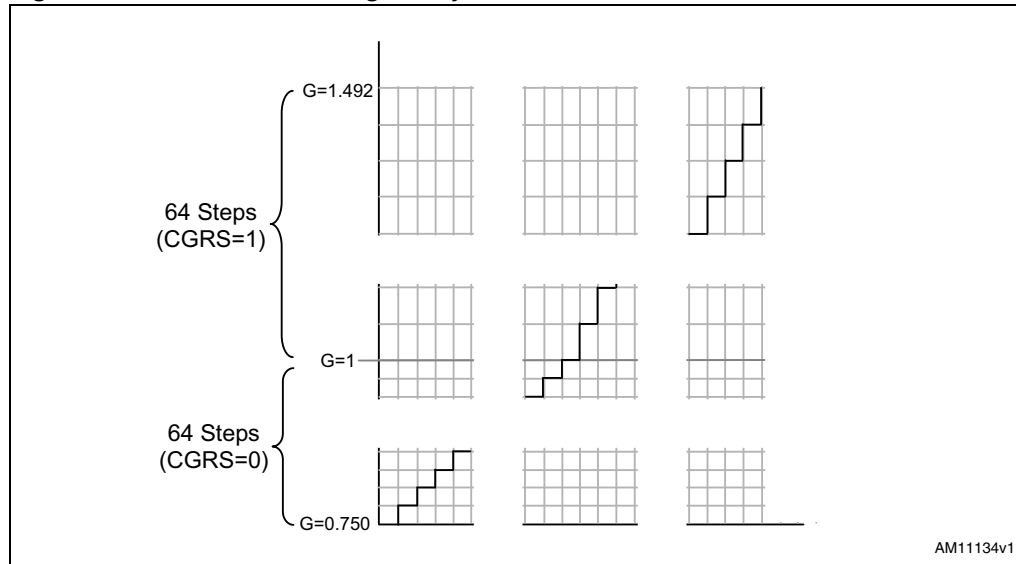 G=1.492
64 Steps
(CGRS=1)
G=1
64 Steps
(CGRS=0)
G=0.750
AM11134v1